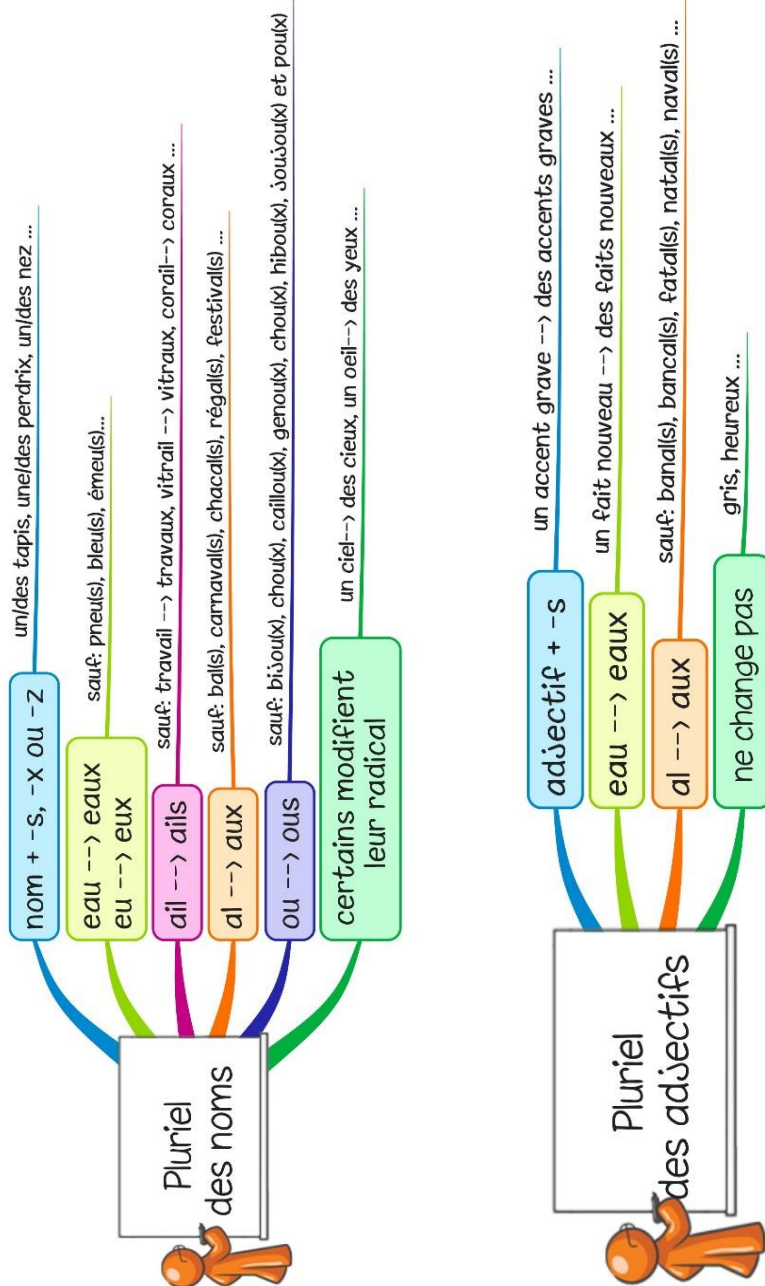 Pluriel
des noms
nom + -s, -x ou -z
un/des tapis, une/des perdrix, un/des nez ...
eau --> eaux
eu --> eux
sauf: pneu(s), bleu(s), émeu(s)...
ail --> ails
sauf: travail --> travaux, vitrail --> vitraux, corail--> coraux ...
al --> aux
sauf: bal(s), carnaval(s), chacal(s), régal(s), festival(s) ...
ou --> ous
sauf: bijou(x), chou(x), caillou(x), genou(x), chou(x), hibou(x), joujou(x) et pou(x)
certains modifient
leur radical
un ciel--> des cieux, un oeil--> des yeux ...
Pluriel
des adjectifs
adjectif + -s
un accent grave --> des accents graves ...
eau --> eaux
un fait nouveau --> des faits nouveaux ...
al --> aux
sauf: banal(s), bancal(s), fatal(s), natal(s), naval(s) ...
ne change pas
gris, heureux ...